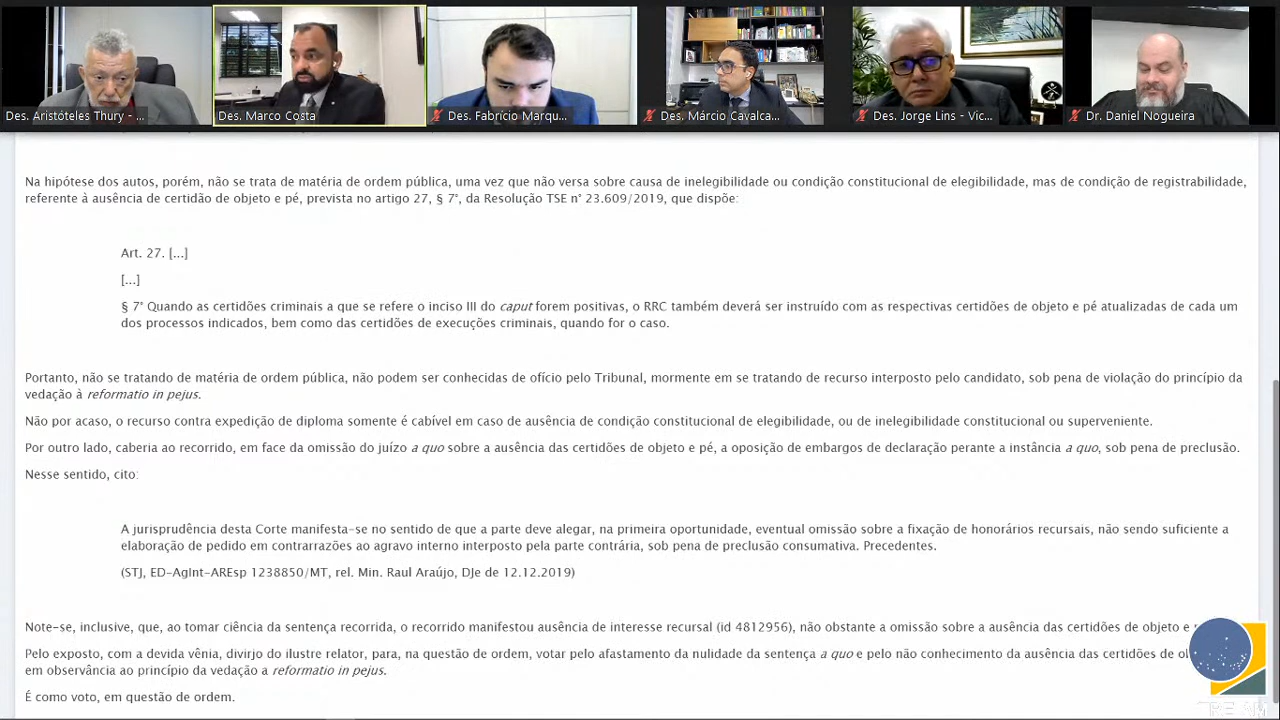 Des. Aristóteles Thury - ...
Des. Marco Costa
Des. Fabrício Marqu...
Des. Márcio Cavalca...
Des. Jorge Lins - Vic...
Dr. Daniel Nogueira
Na hipótese dos autos, porém, não se trata de matéria de ordem pública, uma vez que não versa sobre causa de inelegibilidade ou condição constitucional de elegibilidade, mas de condição de registrabilidade,
referente à ausência de certidão de objeto e pé, prevista no artigo 27, § 7°, da Resolução TSE n° 23.609/2019, que dispõe:
Art. 27. [...]
[...]
§ 7° Quando as certidões criminais a que se refere o inciso III do caput forem positivas, o RRC também deverá ser instruído com as respectivas certidões de objeto e pé atualizadas de cada um
dos processos indicados, bem como das certidões de execuções criminais, quando for o caso.
Portanto, não se tratando de matéria de ordem pública, não podem ser conhecidas de ofício pelo Tribunal, mormente em se tratando de recurso interposto pelo candidato, sob pena de violação do princípio da
vedação à reformatio in pejus.
Não por acaso, o recurso contra expedição de diploma somente é cabível em caso de ausência de condição constitucional de elegibilidade, ou de inelegibilidade constitucional ou superveniente.
Por outro lado, caberia ao recorrido, em face da omissão do juízo a quo sobre a ausência das certidões de objeto e pé, a oposição de embargos de declaração perante a instância a quo, sob pena de preclusão.
Nesse sentido, cito:
A jurisprudência desta Corte manifesta-se no sentido de que a parte deve alegar, na primeira oportunidade, eventual omissão sobre a fixação de honorários recursais, não sendo suficiente a
elaboração de pedido em contrarrazões ao agravo interno interposto pela parte contrária, sob pena de preclusão consumativa. Precedentes.
(STJ, ED-AgInt-AREsp 1238850/MT, rel. Min. Raul Araújo, DJe de 12.12.2019)
Note-se, inclusive, que, ao tomar ciência da sentença recorrida, o recorrido manifestou ausência de interesse recursal (id 4812956), não obstante a omissão sobre a ausência das certidões de objeto e
Pelo exposto, com a devida vênia, divirjo do ilustre relator, para, na questão de ordem, votar pelo afastamento da nulidade da sentença a quo e pelo não conhecimento da ausência das certidões de
em observância ao princípio da vedação a reformatio in pejus.
É como voto, em questão de ordem.
TRE-AM